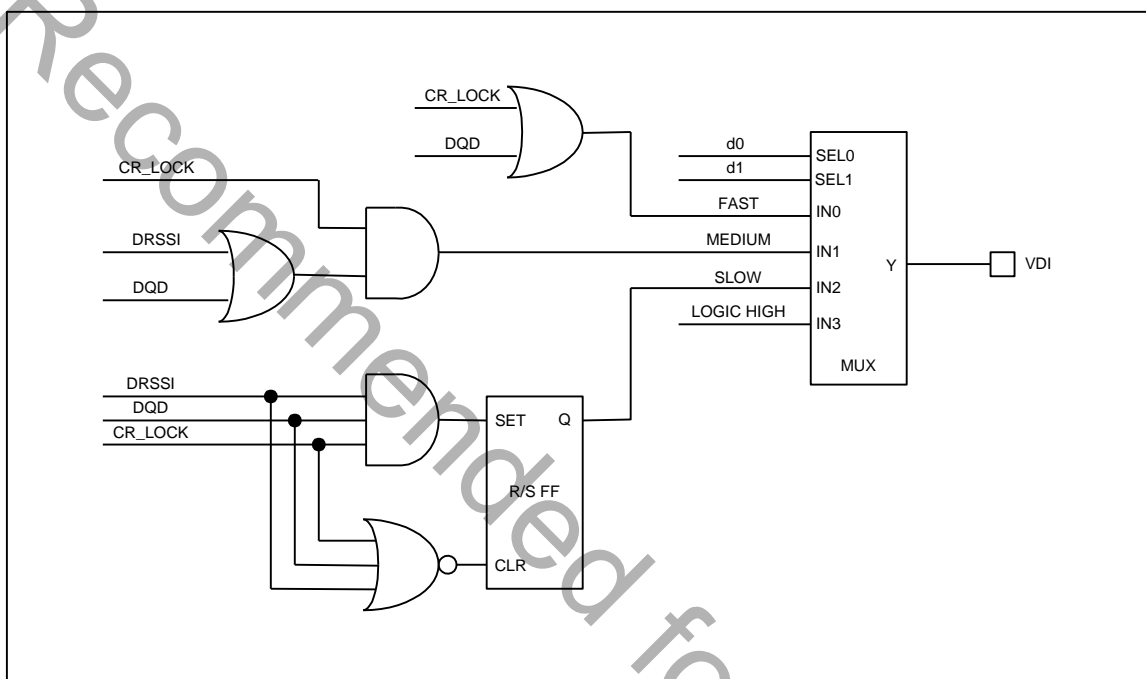 Recommended fo
CR_LOCK
DQD
CR_LOCK
DRSSI
DQD
d0
d1
FAST
MEDIUM
SLOW
LOGIC HIGH
SEL0
SEL1
IN0
IN1
IN2
IN3
Y
MUX
VDI
DRSSI
DQD
CR_LOCK
SET
Q
R/S FF
CLR